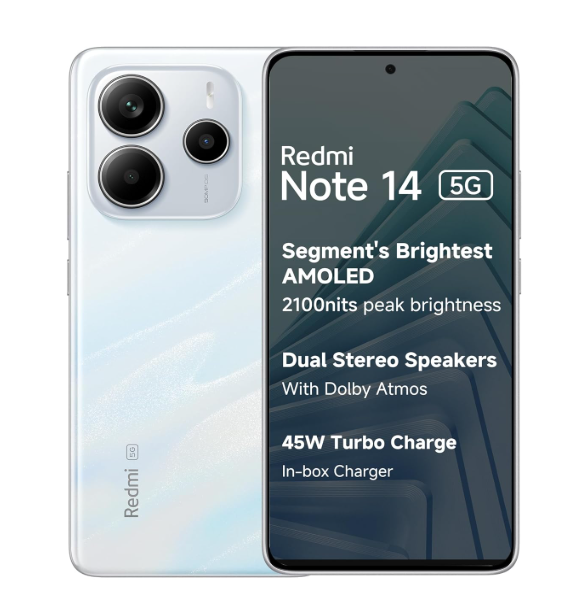 Redmi
Note 14 5G
Segment's Brightest
AMOLED
2100nits peak brightness
Dual Stereo Speakers
With Dolby Atmos
45W Turbo Charge
In-box Charger
Redmi 5G